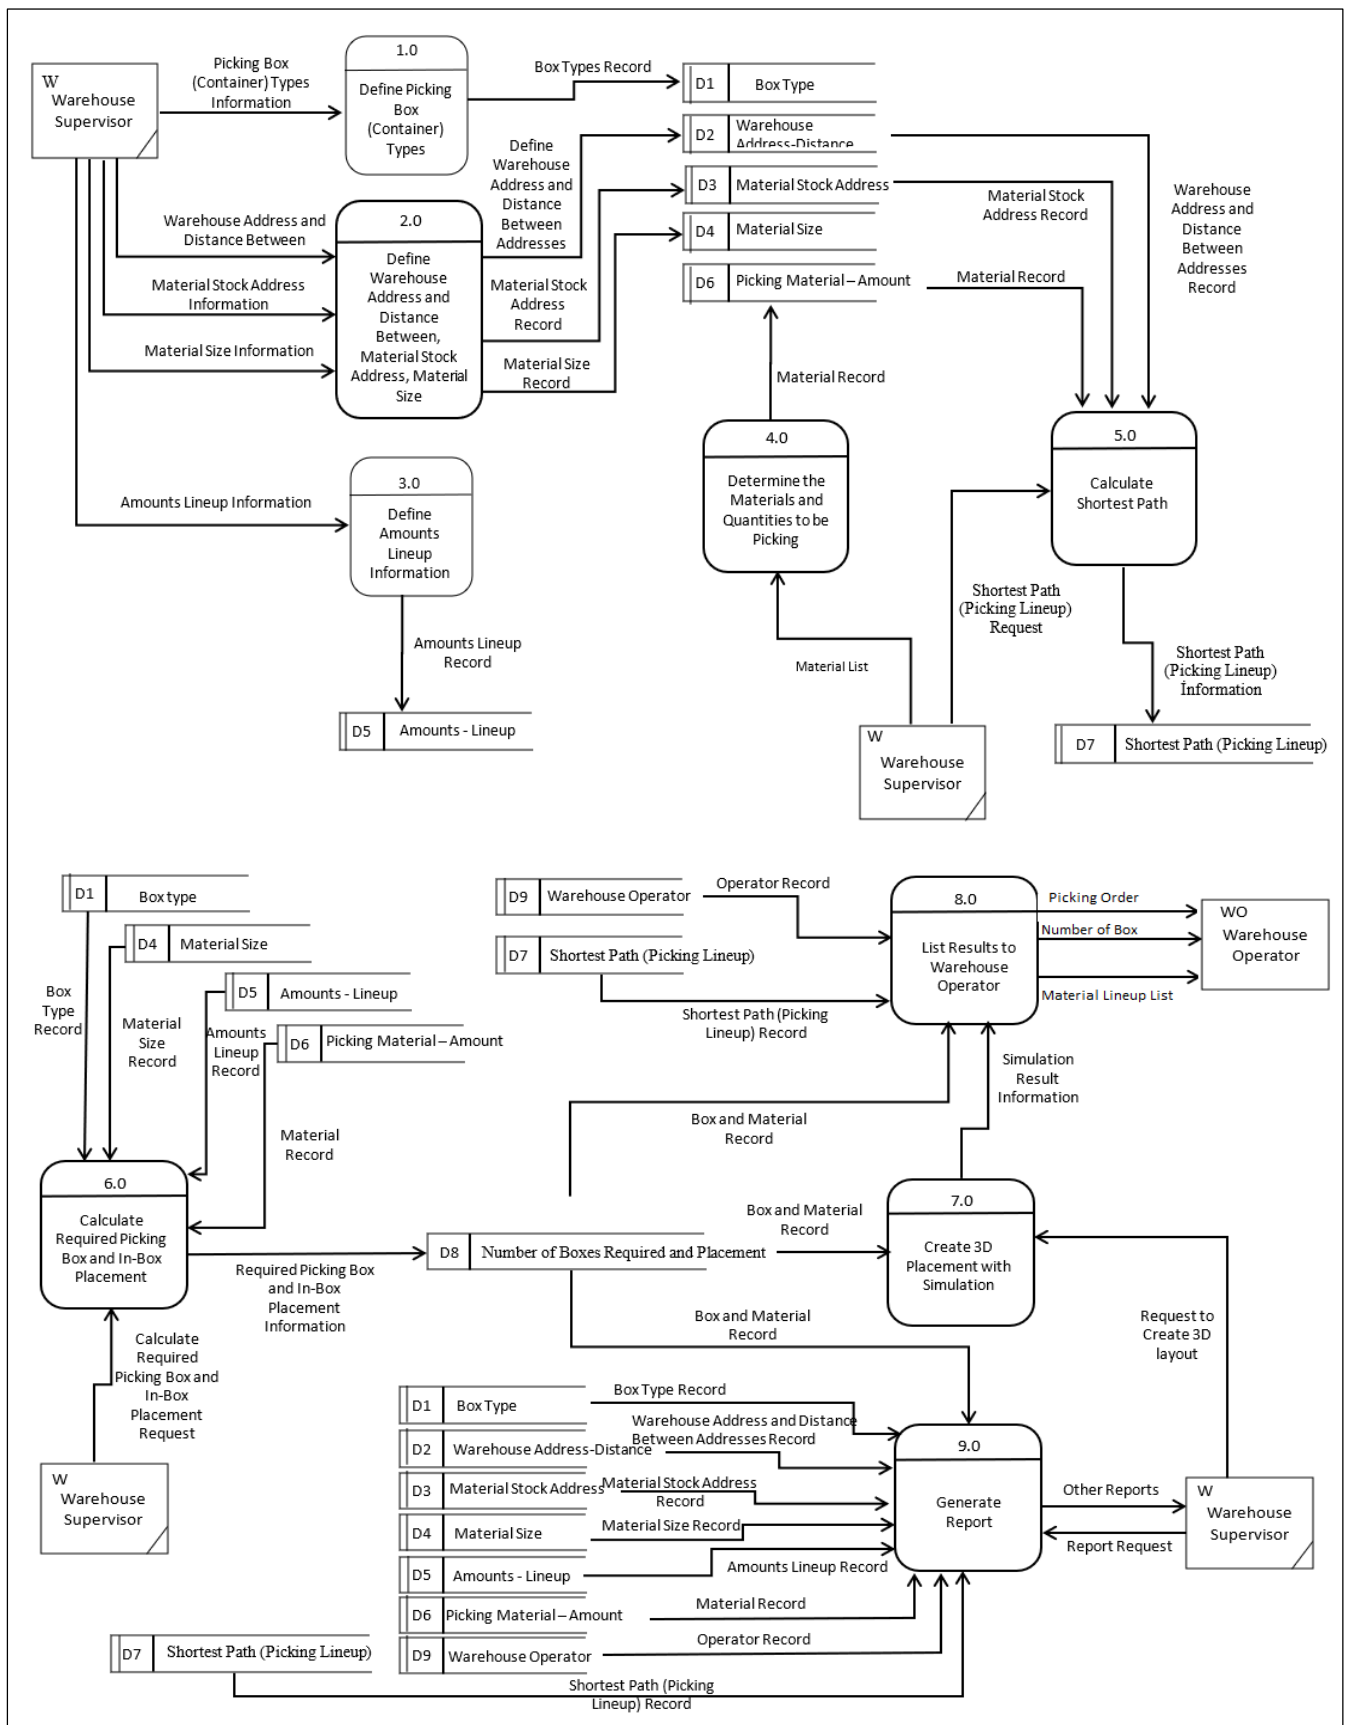 W
Warehouse
Supervisor
Picking Box
(Container) Types
Information
1.0
Define Picking
Box
(Container)
Types
Box Types Record
D1
Box Type
D2
Warehouse
Address-Distance
D3
Material Stock Address
D4
Material Size
D6
Picking Material – Amount
Define
Warehouse
Address and
Distance
Between
Addresses
Material Stock
Address
Record
Material Size
Record
Warehouse Address and
Distance Between
Material Stock Address
Information
Material Size Information
2.0
Define
Warehouse
Address and
Distance
Between,
Material Stock
Address, Material
Size
Material Stock
Address Record
Warehouse
Address and
Distance
Between
Addresses
Record
Material Record
Material Record
Amounts Lineup Information
3.0
Define
Amounts
Lineup
Information
Amounts Lineup
Record
D5
Amounts - Lineup
4.0
Determine the
Materials and
Quantities to be
Picking
Material List
5.0
Calculate
Shortest Path
Shortest Path
(Picking Lineup)
Request
Shortest Path
(Picking Lineup)
İnformation
D7
Shortest Path (Picking Lineup)
W
Warehouse
Supervisor
D1
Box type
D4
Material Size
D5
Amounts - Lineup
D6
Picking Material – Amount
Box
Type
Record
Material
Size
Record
Amounts
Lineup
Record
Material
Record
6.0
Calculate
Required Picking
Box and In-Box
Placement
Required Picking Box
and In-Box
Placement
Information
Calculate
Required
Picking Box and
In-Box
Placement
Request
W
Warehouse
Supervisor
D9
Warehouse Operator
Operator Record
D7
Shortest Path (Picking Lineup)
Shortest Path (Picking
Lineup) Record
8.0
List Results to
Warehouse
Operator
Picking Order
Number of Box
Material Lineup List
WO
Warehouse
Operator
Simulation
Result
Information
Box and Material
Record
D8
Number of Boxes Required and Placement
Box and Material
Record
7.0
Create 3D
Placement with
Simulation
Box and Material
Record
Request to
Create 3D
layout
D1
Box Type
Box Type Record
D2
Warehouse Address-Distance
Warehouse Address and Distance
Between Addresses Record
D3
Material Stock Address
Material Stock Address
Record
D4
Material Size
Material Size Record
D5
Amounts - Lineup
Amounts Lineup Record
D6
Picking Material – Amount
Material Record
D9
Warehouse Operator
Operator Record
D7
Shortest Path (Picking Lineup)
Shortest Path (Picking
Lineup) Record
9.0
Generate
Report
Other Reports
Report Request
W
Warehouse
Supervisor